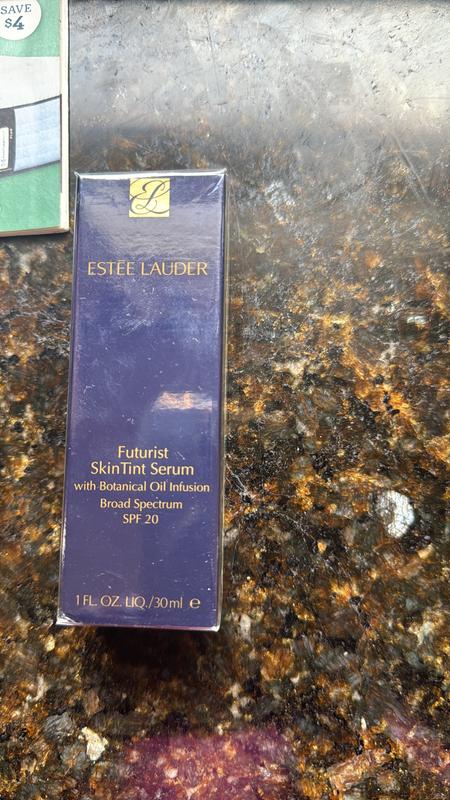 SAVE
$4
ESTĒE LAUDER
Futurist
SkinTint Serum
with Botanical Oil Infusion
Broad Spectrum
SPF 20
1 FL. OZ. LIQ./30ml ℮